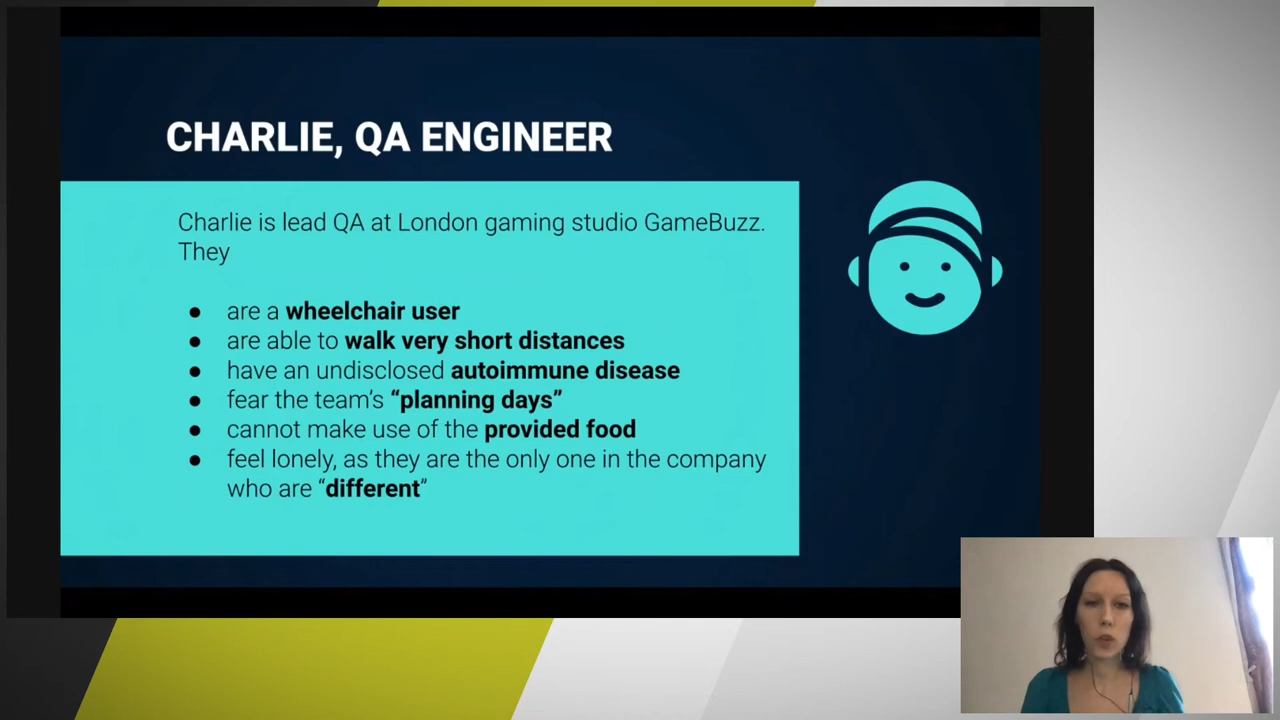 CHARLIE, QA ENGINEER
Charlie is lead QA at London gaming studio GameBuzz.
They
● are a wheelchair user
● are able to walk very short distances
● have an undisclosed autoimmune disease
● fear the team's “planning days”
● cannot make use of the provided food
● feel lonely, as they are the only one in the company
who are “different”